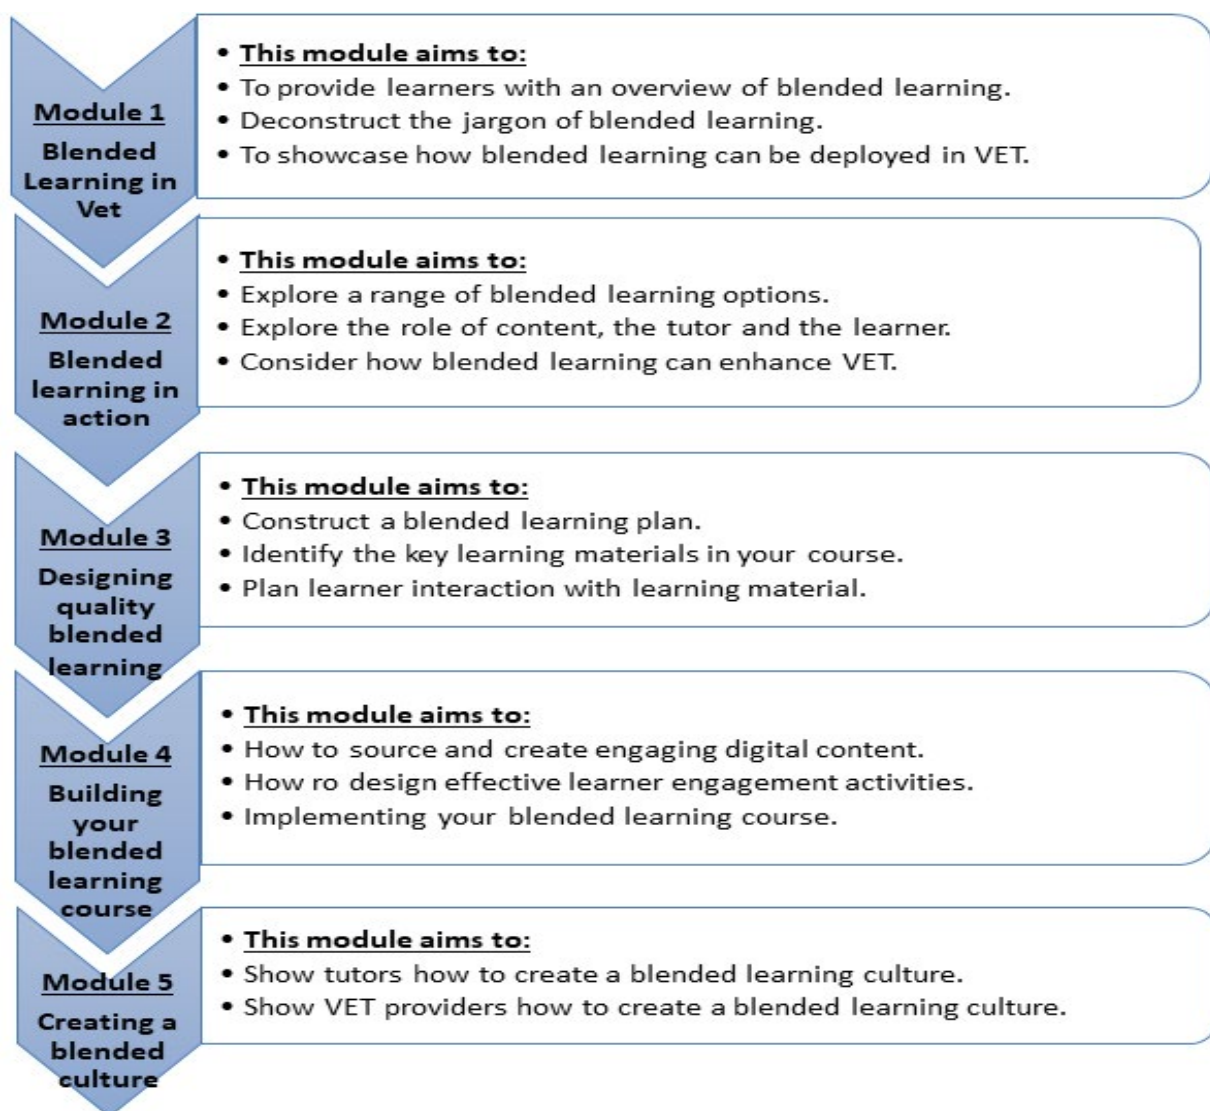 Module 1
Blended
Learning in
Vet
• This module aims to:
• To provide learners with an overview of blended learning.
• Deconstruct the jargon of blended learning.
• To showcase how blended learning can be deployed in VET.
Module 2
Blended
learning in
action
• This module aims to:
• Explore a range of blended learning options.
• Explore the role of content, the tutor and the learner.
• Consider how blended learning can enhance VET.
Module 3
Designing
quality
blended
learning
• This module aims to:
• Construct a blended learning plan.
• Identify the key learning materials in your course.
• Plan learner interaction with learning material.
Module 4
Building
your
blended
learning
course
• This module aims to:
• How to source and create engaging digital content.
• How ro design effective learner engagement activities.
• Implementing your blended learning course.
Module 5
Creating a
blended
culture
• This module aims to:
• Show tutors how to create a blended learning culture.
• Show VET providers how to create a blended learning culture.